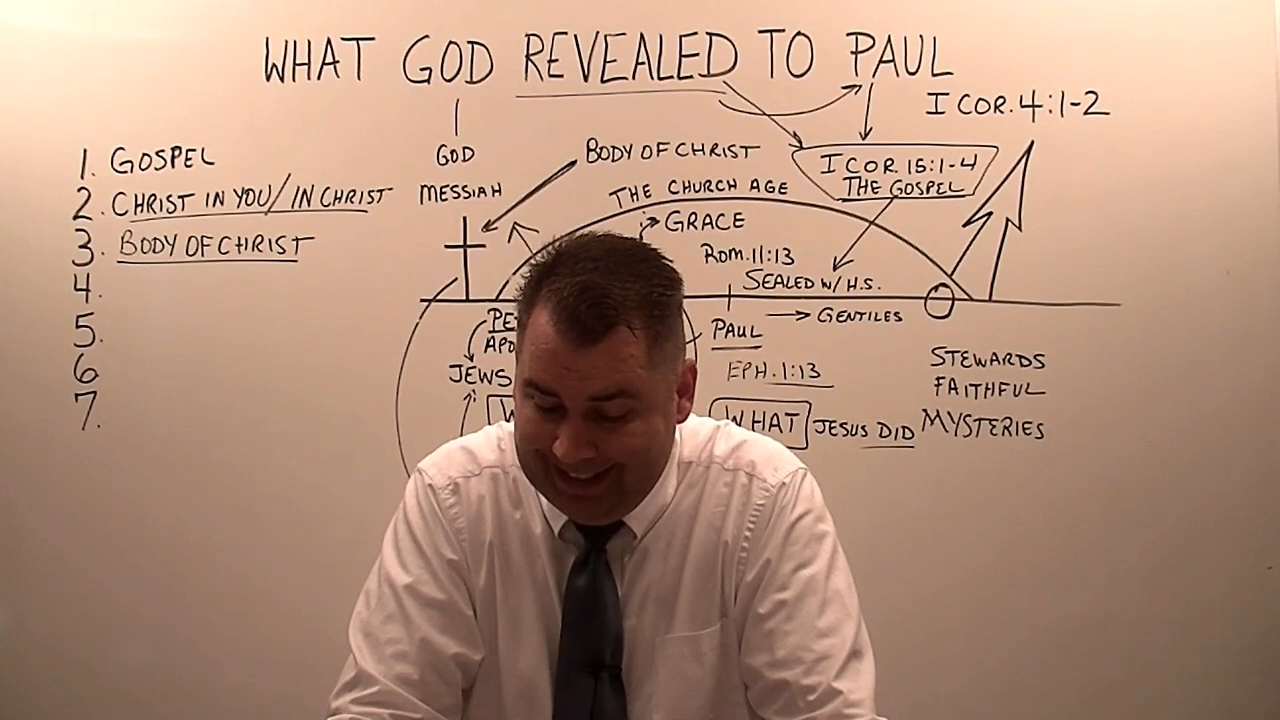 WHAT GOD REVEALED TO PAUL
I COR. 4:1-2
1. GOSPEL
2. CHRIST IN YOU/IN CHRIST
3. BODY OF CHRIST
4.
5.
6
7.
GOD
MESSIAH
BODY OF CHRIST
THE CHURCH AGE
GRACE
I COR 15:1-4
THE GOSPEL
ROM. 11:13
SEALED W/ H.S.
PAUL
GENTILES
EPH. 1:13
JEWS
WHAT JESUS DID
STEWARDS
FAITHFUL
MYSTERIES